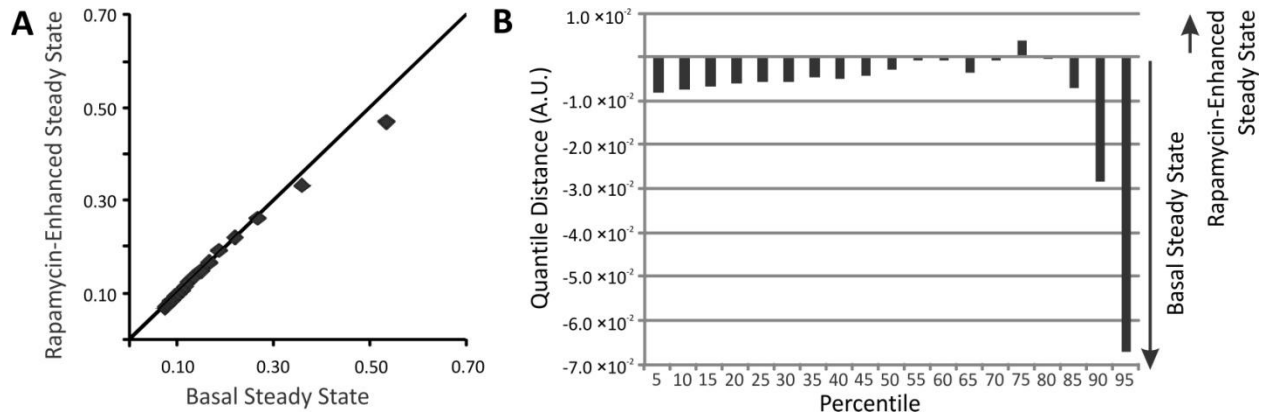 A
Rapamycin-Enhanced Steady State
0.70
0.50
0.30
0.10
0.10 0.30 0.50 0.70
Basal Steady State
B
Quantile Distance (A.U.)
1.0 ×10⁻²
-1.0 ×10⁻²
-2.0 ×10⁻²
-3.0 ×10⁻²
-4.0 ×10⁻²
-5.0 ×10⁻²
-6.0 ×10⁻²
-7.0 ×10⁻²
5 10 15 20 25 30 35 40 45 50 55 60 65 70 75 80 85 90 95
Percentile
Basal Steady State
Rapamycin-Enhanced
Steady State